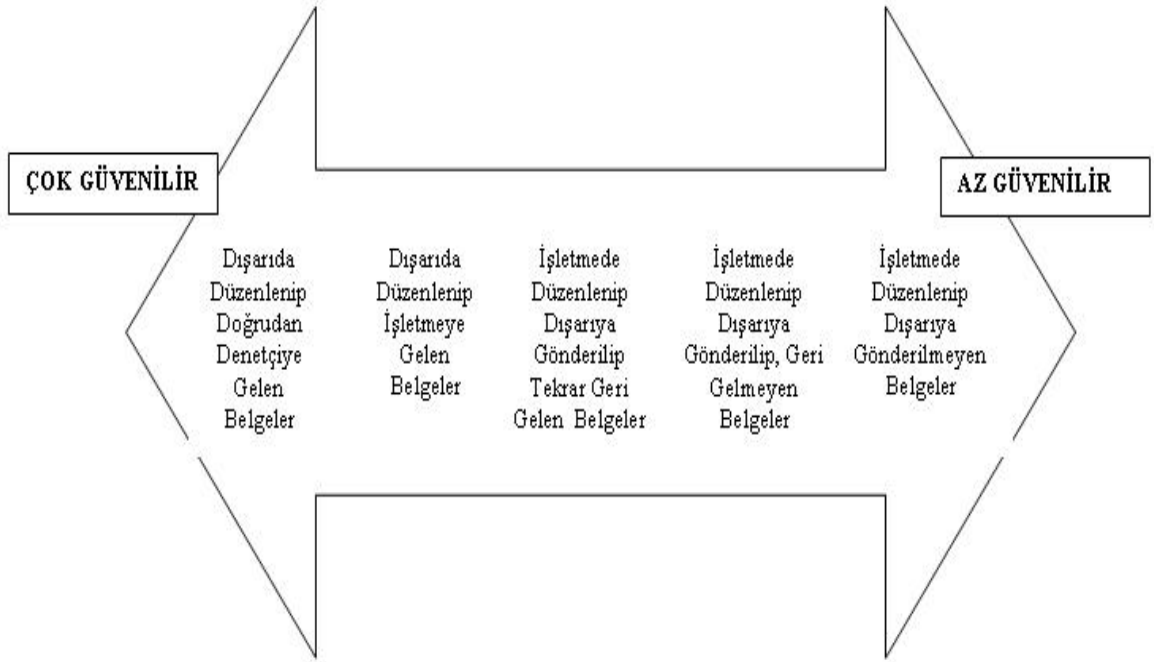 ÇOK GÜVENİLİR
AZ GÜVENİLİR
Dışarıda
Düzenlenip
Doğrudan
Denetçiye
Gelen
Belgeler
Dışarıda
Düzenlenip
İşletmeye
Gelen
Belgeler
İşletmede
Düzenlenip
Dışarıya
Gönderilip
Tekrar Geri
Gelen Belgeler
İşletmede
Düzenlenip
Dışarıya
Gönderilip, Geri
Gelmeyen
Belgeler
İşletmede
Düzenlenip
Dışarıya
Gönderilmeyen
Belgeler